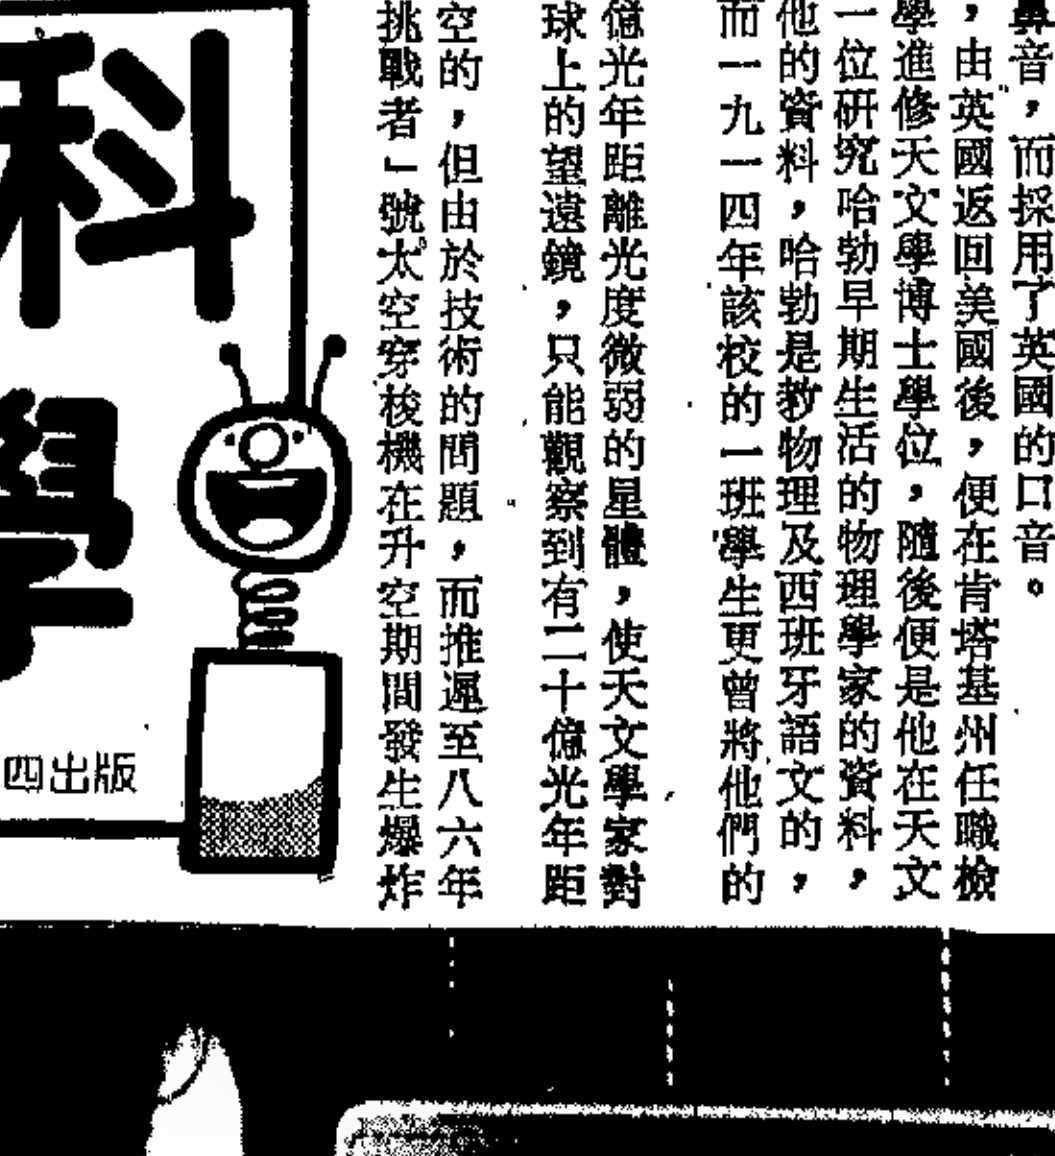 鼻音，而採用了英國的口音。
，由英國返回美國後，便在肯塔基州任職檢
學進修天文學博士學位，隨後便是他在天文
一位研究哈勃早期生活的物理學家的資料，
他的資料，哈勃是教物理及西班牙語文的，
而一九一四年該校的一班學生更曾將他們的
億光年距離光度微弱的星體，使天文學家對
球上的望遠鏡，只能觀察到有二十億光年距
空的，但由於技術的問題，而推遲至八六年
挑戰者」號太空穿梭機在升空期間發生爆炸
科學
四出版